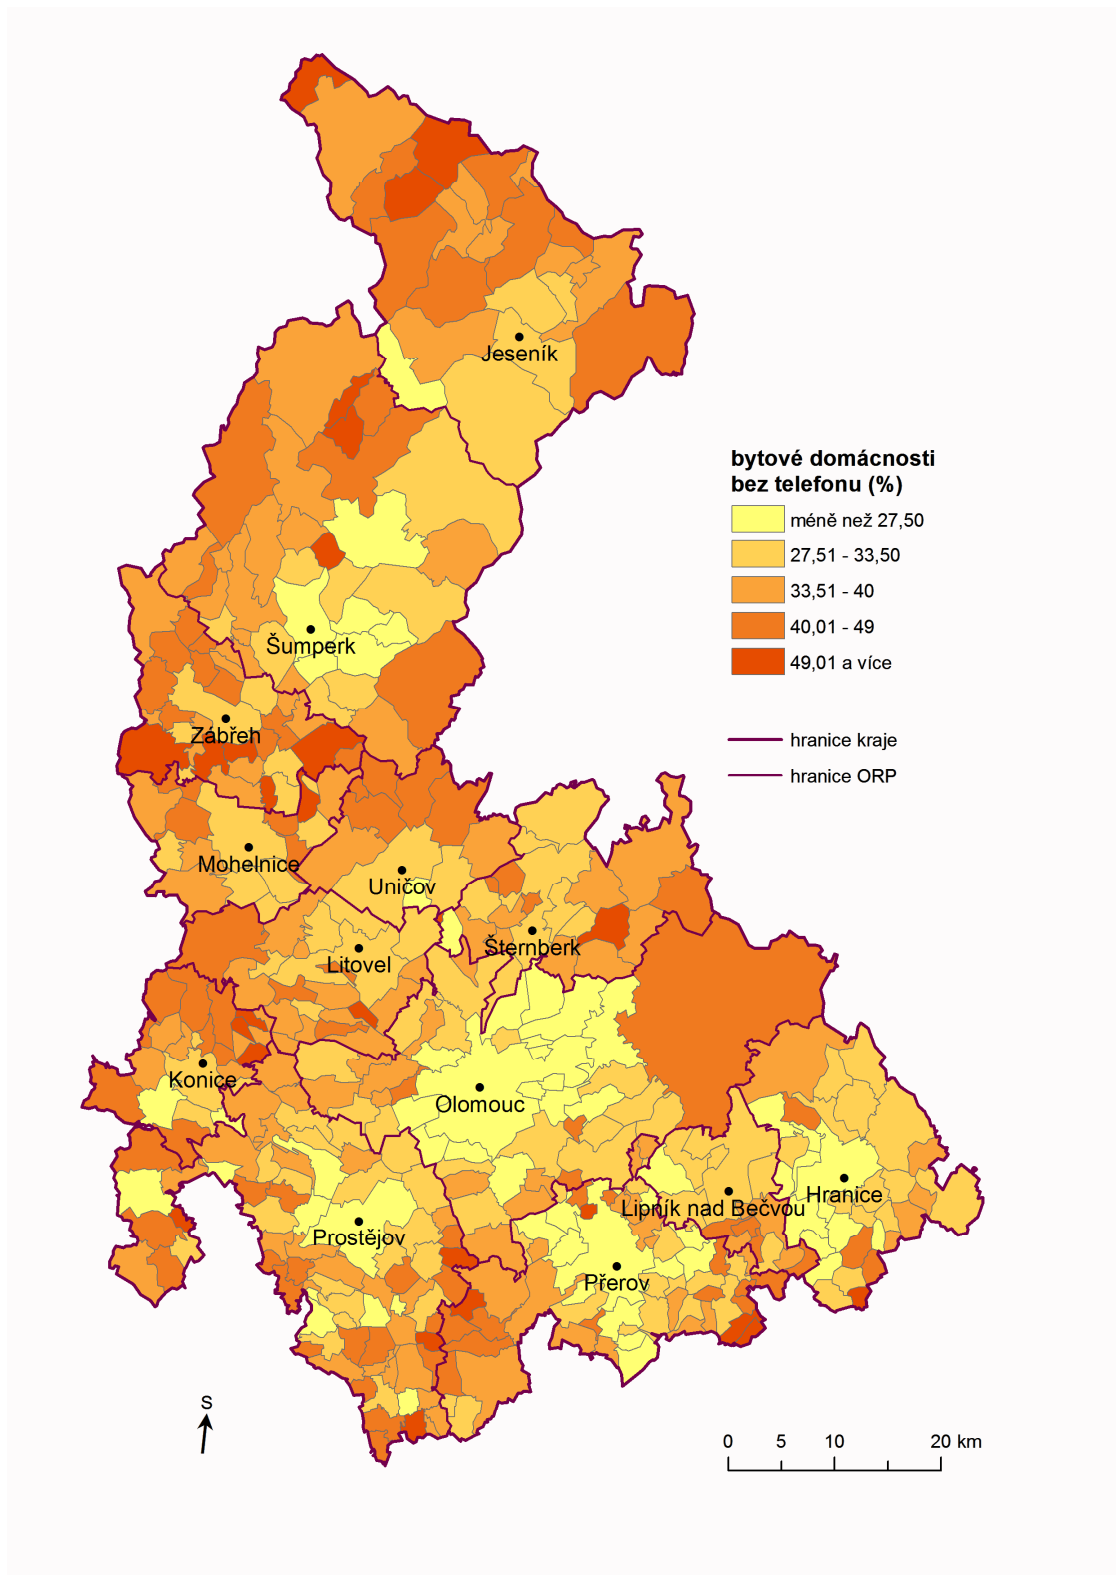 Jeseník
bytové domácnosti
bez telefonu (%)
méně než 27,50
27,51 - 33,50
33,51 - 40
40,01 - 49
49,01 a více
Šumperk
Zábřeh
hranice kraje
hranice ORP
Mohelnice
Uničov
Šternberk
Litovel
Konice
Olomouc
Hranice
Lipník nad Bečvou
Prostějov
Přerov
S
0 5 10 20 km